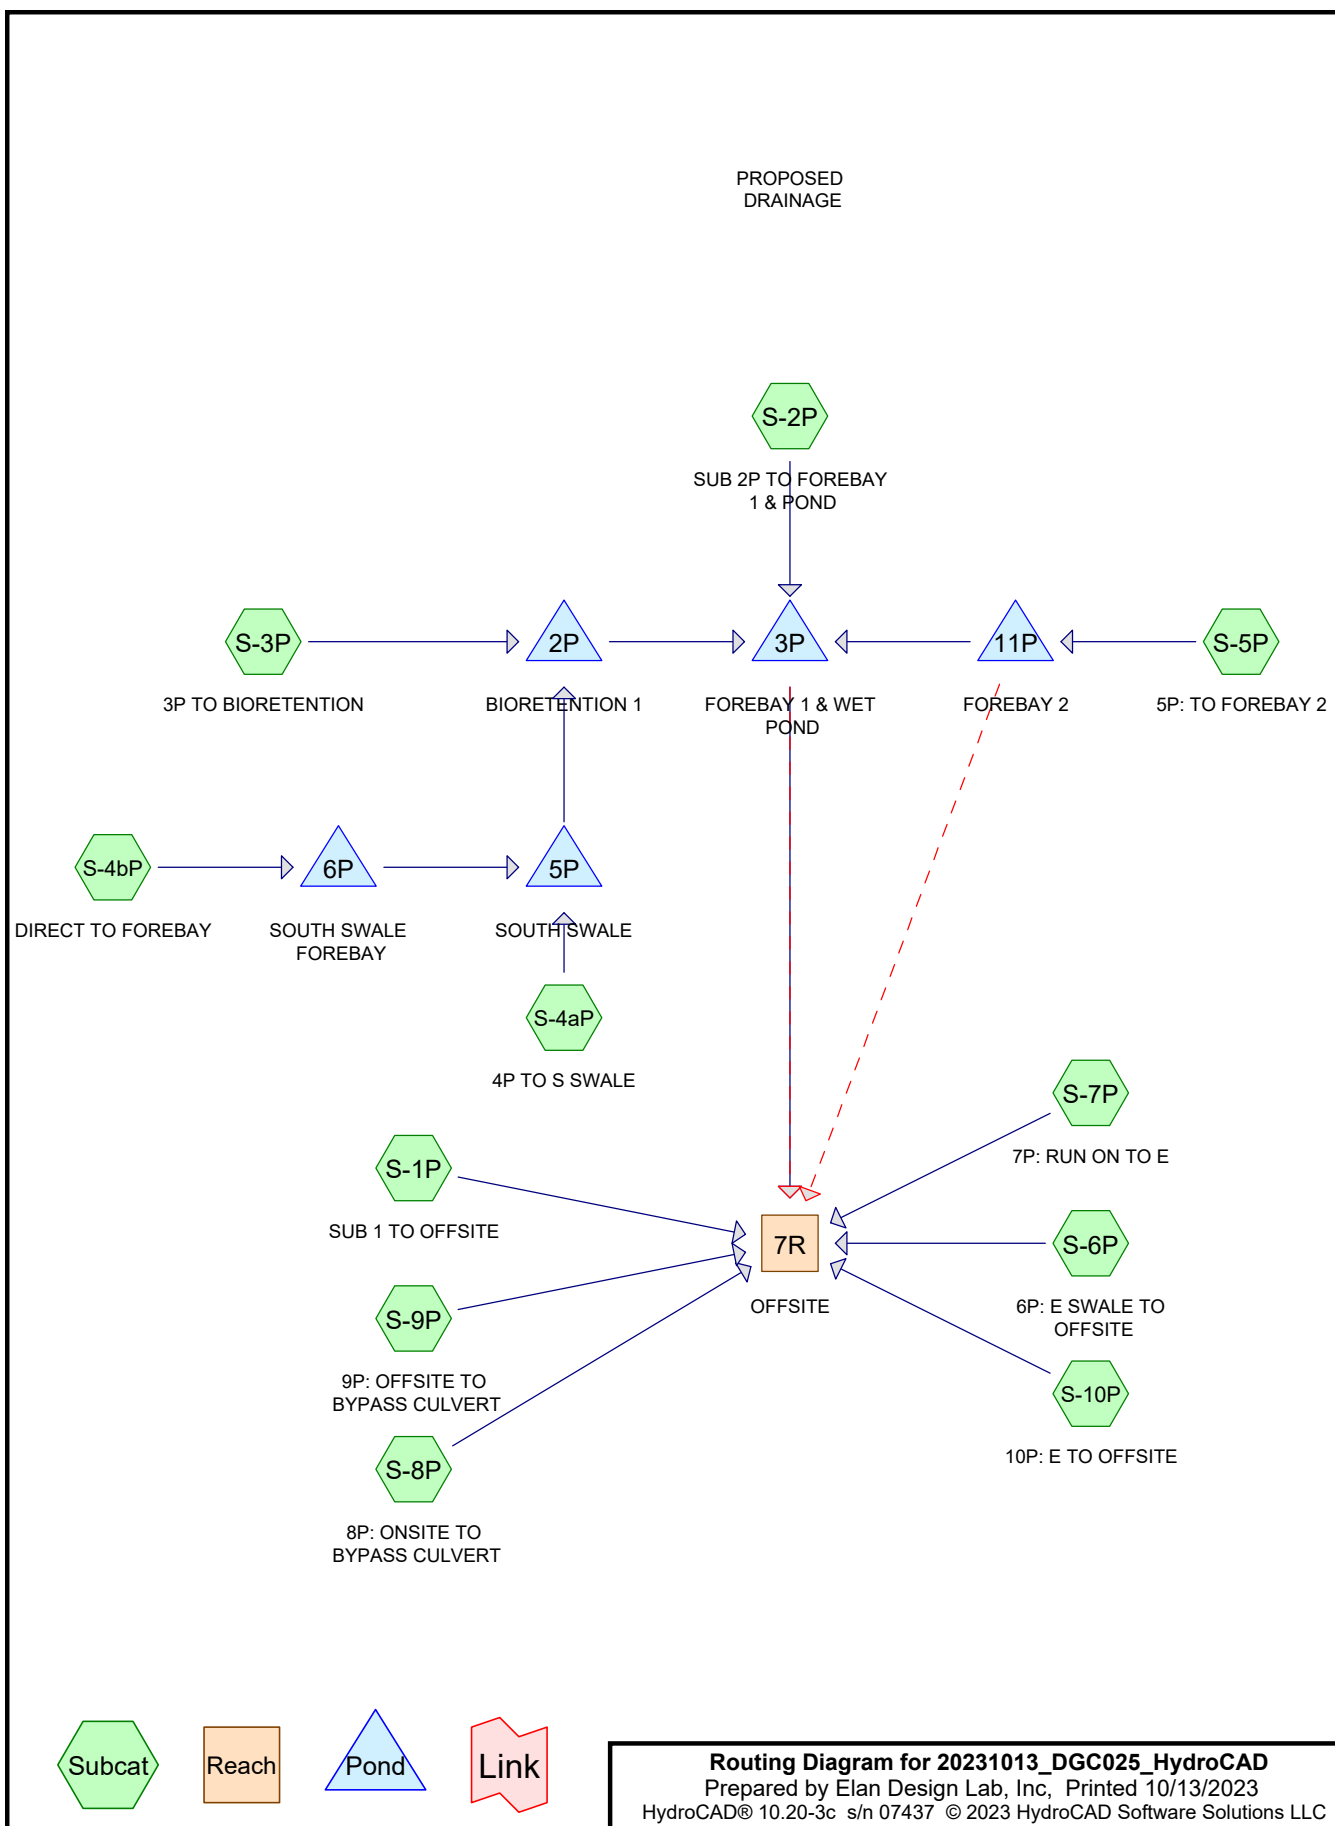 PROPOSED
DRAINAGE
S-2P
SUB 2P TO FOREBAY
1 & POND
S-3P
3P TO BIORETENTION
2P
BIORETENTION 1
3P
FOREBAY 1 & WET
POND
11P
FOREBAY 2
S-5P
5P: TO FOREBAY 2
S-4bP
DIRECT TO FOREBAY
6P
SOUTH SWALE
FOREBAY
5P
SOUTH SWALE
S-4aP
4P TO S SWALE
S-7P
7P: RUN ON TO E
S-1P
SUB 1 TO OFFSITE
7R
OFFSITE
S-6P
6P: E SWALE TO
OFFSITE
S-9P
9P: OFFSITE TO
BYPASS CULVERT
S-10P
10P: E TO OFFSITE
S-8P
8P: ONSITE TO
BYPASS CULVERT
Subcat
Reach
Pond
Link
Routing Diagram for 20231013_DGC025_HydroCAD
Prepared by Elan Design Lab, Inc, Printed 10/13/2023
HydroCAD® 10.20-3c s/n 07437 © 2023 HydroCAD Software Solutions LLC